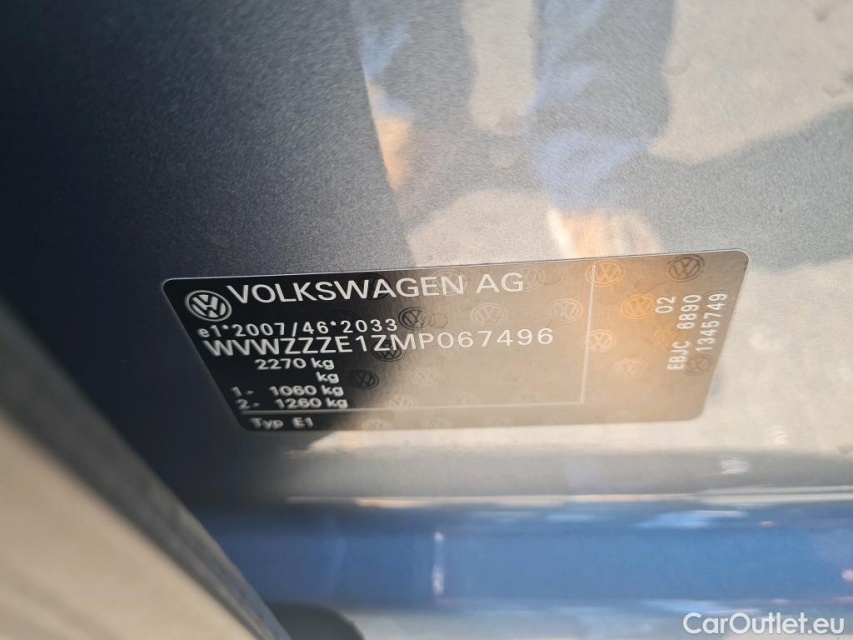 VOLKSWAGEN AG
e1*2007/46*2033
WVWZZZE1ZMP067496
2270 kg
kg
1.- 1060 kg
2.- 1260 kg
Typ E1
02
EBJC 6890
1345749
CarOutlet.eu